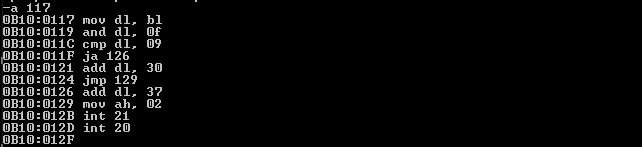 -a 117
0B10:0117 mov dl, bl
0B10:0119 and dl, 0f
0B10:011C cmp dl, 09
0B10:011F ja 126
0B10:0121 add dl, 30
0B10:0124 jmp 129
0B10:0126 add dl, 37
0B10:0129 mov ah, 02
0B10:012B int 21
0B10:012D int 20
0B10:012F